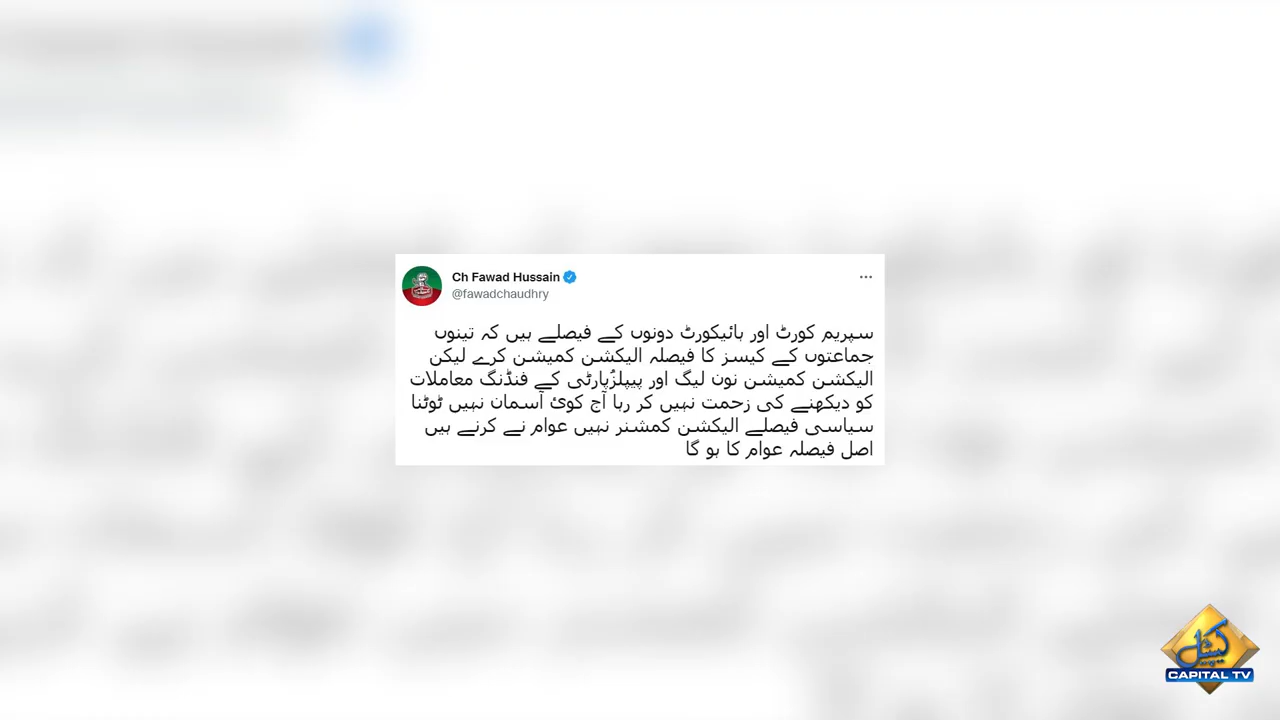 Ch Fawad Hussain
@fawadchaudhry
سپریم کورٹ اور ہائیکورٹ دونوں کے فیصلے ہیں کہ تینوں
جماعتوں کے کیسز کا فیصلہ الیکشن کمیشن کرے لیکن
الیکشن کمیشن نون لیگ اور پیپلزُپارٹی کے فنڈنگ معاملات
کو دیکھنے کی زحمت نہیں کر رہا آج کوئ آسمان نہیں ٹوٹنا
سیاسی فیصلے الیکشن کمشنر نہیں عوام نے کرنے ہیں
اصل فیصلہ عوام کا ہو گا
کیپیٹل
CAPITAL TV